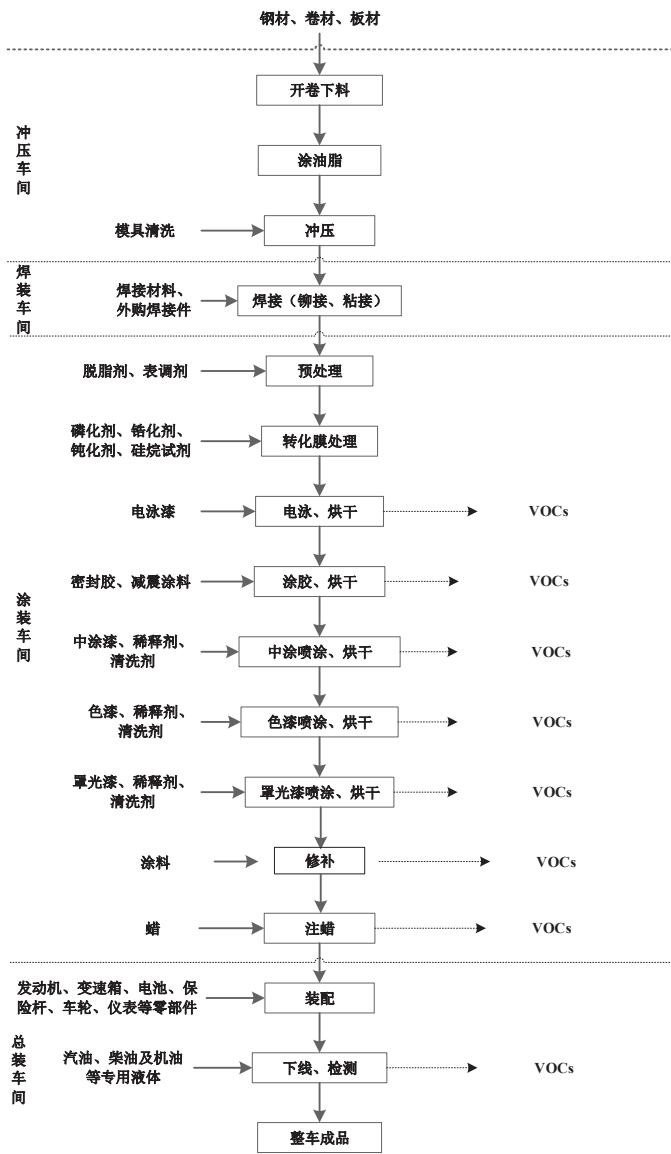 钢材、卷材、板材
冲压车间
开卷下料
涂油脂
模具清洗
冲压
焊装车间
焊接材料、
外购焊接件
焊接（铆接、粘接）
涂装车间
脱脂剂、表调剂
预处理
磷化剂、锆化剂、
钝化剂、硅烷试剂
转化膜处理
电泳漆
电泳、烘干
VOCs
密封胶、减震涂料
涂胶、烘干
VOCs
中涂漆、稀释剂、
清洗剂
中涂喷涂、烘干
VOCs
色漆、稀释剂、
清洗剂
色漆喷涂、烘干
VOCs
罩光漆、稀释剂、
清洗剂
罩光漆喷涂、烘干
VOCs
涂料
修补
VOCs
蜡
注蜡
VOCs
总装车间
发动机、变速箱、电池、保
险杆、车轮、仪表等零部件
装配
汽油、柴油及机油
等专用液体
下线、检测
VOCs
整车成品